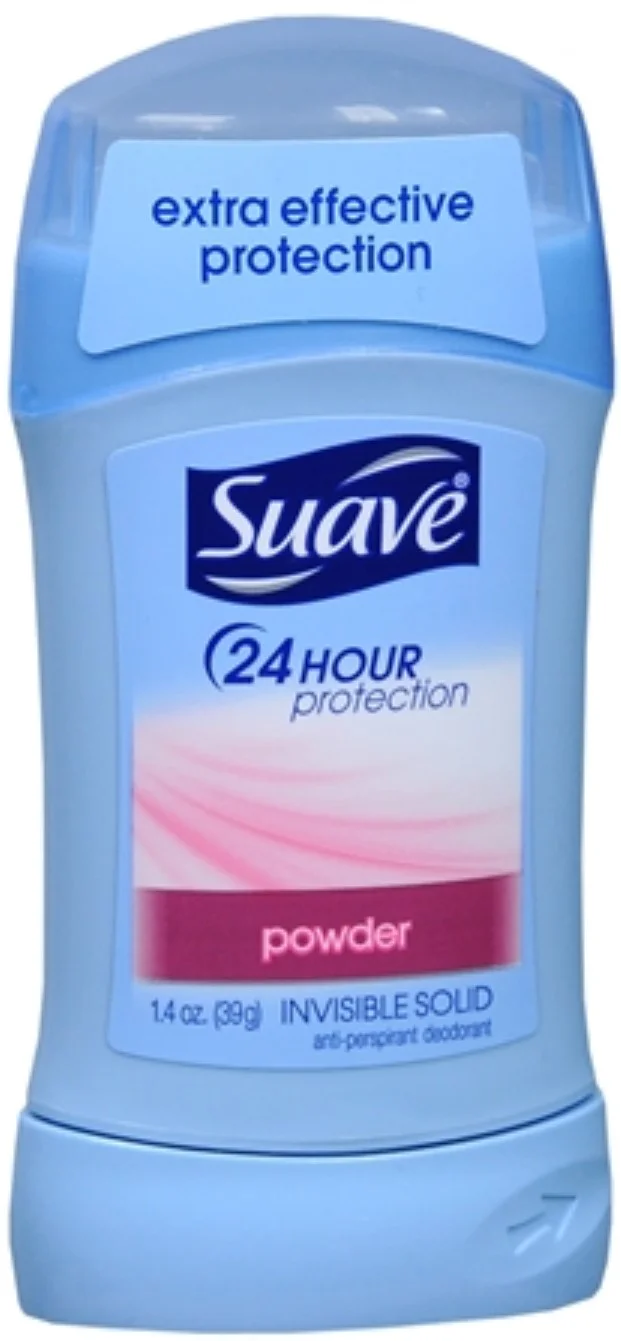 extra effective
protection
Suave®
24 HOUR
protection
powder
1.4 oz. (39g) INVISIBLE SOLID
anti-perspirant deodorant